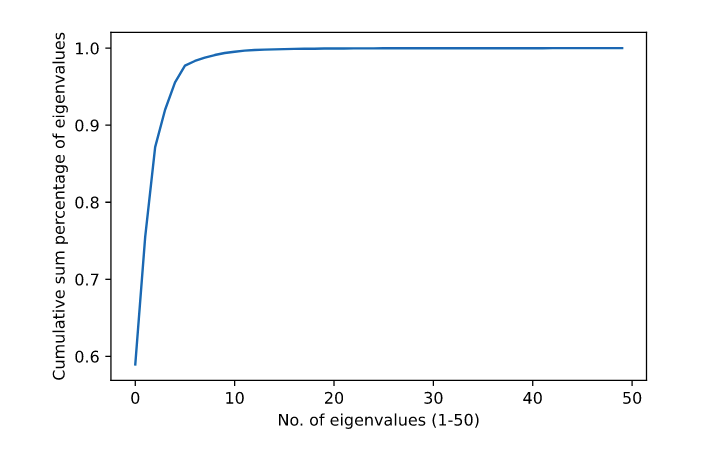 Cumulative sum percentage of eigenvalues
1.0
0.9
0.8
0.7
0.6
0 10 20 30 40 50
No. of eigenvalues (1-50)